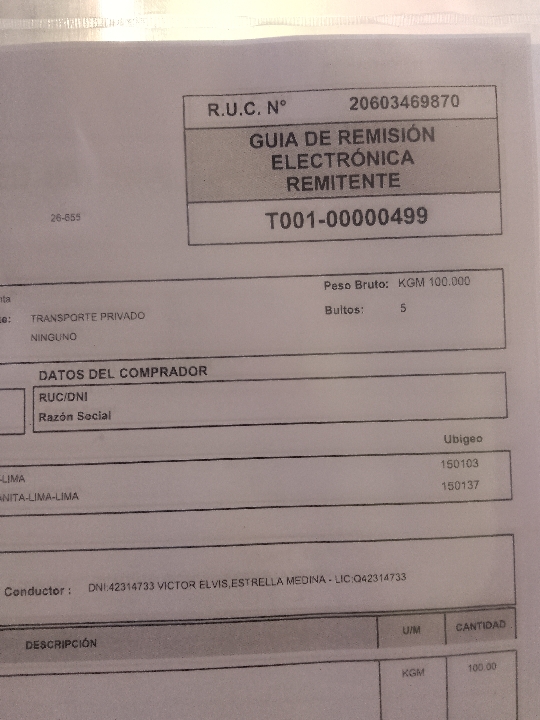 R.U.C. N° 20603469870
GUIA DE REMISIÓN
ELECTRÓNICA
REMITENTE
T001-00000499
26-855
nta
Peso Bruto: KGM 100.000
te: TRANSPORTE PRIVADO
Bultos: 5
NINGUNO
DATOS DEL COMPRADOR
RUC/DNI
Razón Social
Ubigeo
-LIMA 150103
ANITA-LIMA-LIMA 150137
Conductor : DNI:42314733 VICTOR ELVIS,ESTRELLA MEDINA - LIC:Q42314733
DESCRIPCIÓN U/M CANTIDAD
KGM 100.00